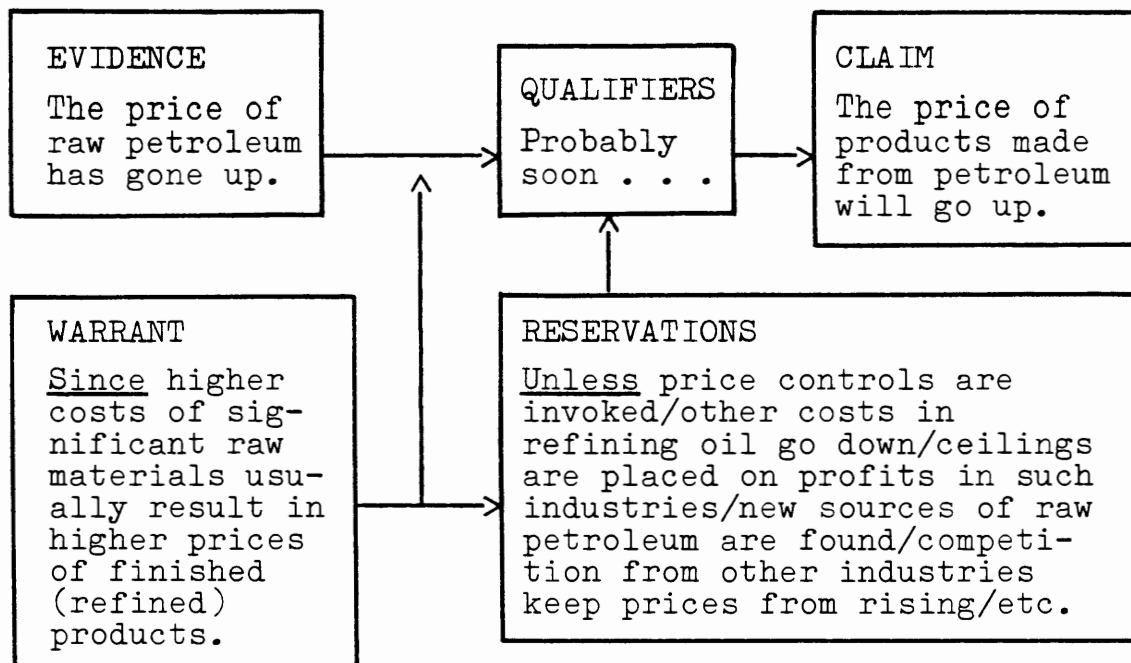 EVIDENCE
The price of
raw petroleum
has gone up.
QUALIFIERS
Probably
soon . . .
CLAIM
The price of
products made
from petroleum
will go up.
WARRANT
Since higher
costs of sig-
nificant raw
materials usu-
ally result in
higher prices
of finished
(refined)
products.
RESERVATIONS
Unless price controls are
invoked/other costs in
refining oil go down/ceilings
are placed on profits in such
industries/new sources of raw
petroleum are found/competi-
tion from other industries
keep prices from rising/etc.